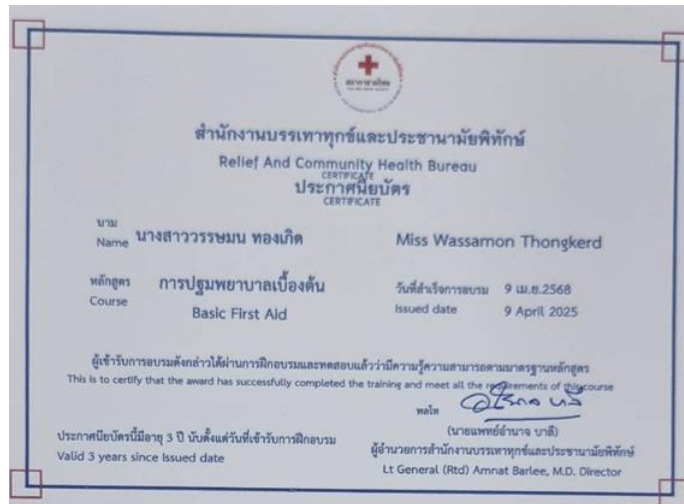 สภากาชาดไทย
สำนักงานบรรเทาทุกข์และประชานามัยพิทักษ์
Relief And Community Health Bureau
CERTIFICATE
ประกาศนียบัตร
CERTIFICATE
นาม นางสาววรรษมน ทองเกิด
Name Miss Wassamon Thongkerd
หลักสูตร การปฐมพยาบาลเบื้องต้น วันที่สำเร็จการอบรม 9 เม.ย.2568
Course Basic First Aid Issued date 9 April 2025
ผู้เข้ารับการอบรมดังกล่าวได้ผ่านการฝึกอบรมและทดสอบแล้วว่ามีความรู้ความสามารถตามมาตรฐานหลักสูตร
This is to certify that the award has successfully completed the training and meet all the requirements of this course
พลโท
(นายแพทย์อำนาจ บาลี)
ประกาศนียบัตรนี้มีอายุ 3 ปี นับตั้งแต่วันที่เข้ารับการฝึกอบรม ผู้อำนวยการสำนักงานบรรเทาทุกข์และประชานามัยพิทักษ์
Valid 3 years since Issued date Lt General (Rtd) Amnat Barlee, M.D. Director